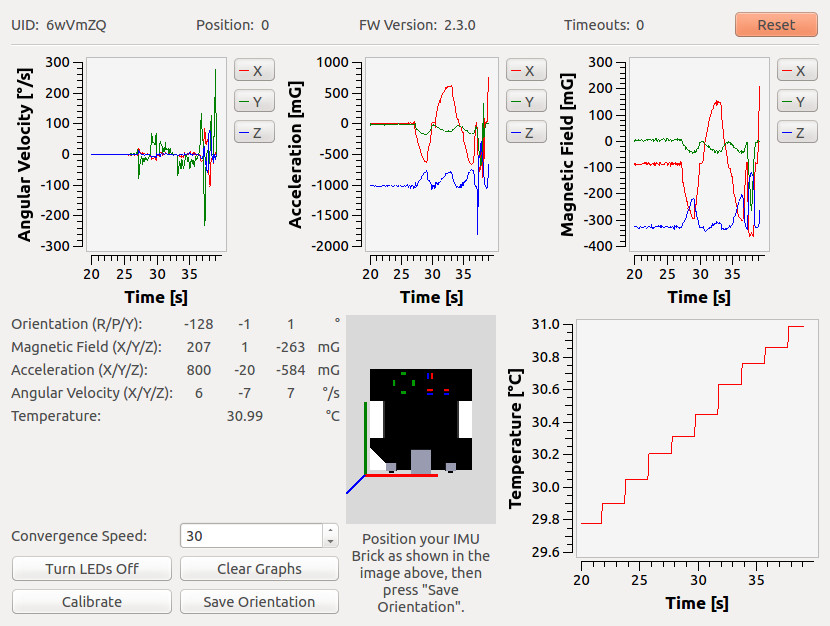 UID: 6wVmZQ Position: 0 FW Version: 2.3.0 Timeouts: 0 Reset
Angular Velocity [°/s]
300
200
100
0
-100
-200
-300
20 25 30 35
Time [s]
X
Y
Z
Acceleration [mG]
1000
500
0
-500
-1000
-1500
-2000
20 25 30 35
Time [s]
X
Y
Z
Magnetic Field [mG]
300
200
100
0
-100
-200
-300
-400
20 25 30 35
Time [s]
X
Y
Z
Orientation (R/P/Y): -128 -1 1 °
Magnetic Field (X/Y/Z): 207 1 -263 mG
Acceleration (X/Y/Z): 800 -20 -584 mG
Angular Velocity (X/Y/Z): 6 -7 7 °/s
Temperature: 30.99 °C
Convergence Speed: 30
Turn LEDs Off Clear Graphs
Calibrate Save Orientation
Position your IMU
Brick as shown in the
image above, then
press "Save
Orientation".
Temperature [°C]
31.0
30.8
30.6
30.4
30.2
30.0
29.8
29.6
20 25 30 35
Time [s]